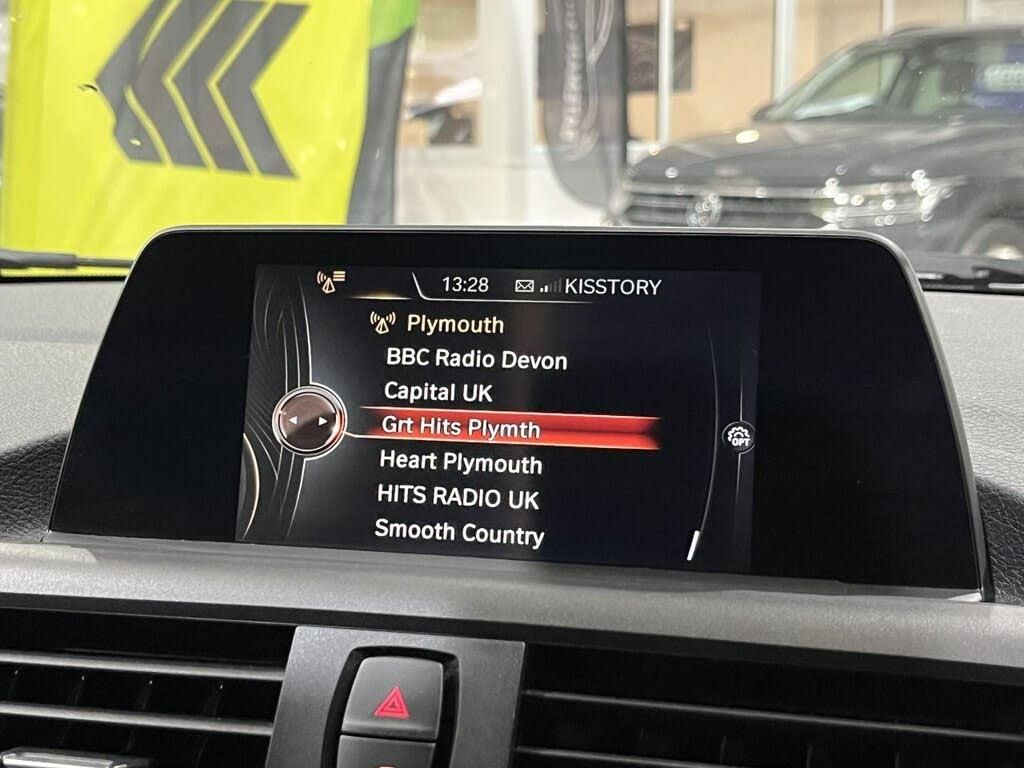 13:28 KISSTORY
Plymouth
BBC Radio Devon
Capital UK
Grt Hits Plymth
Heart Plymouth
HITS RADIO UK
Smooth Country
OPT